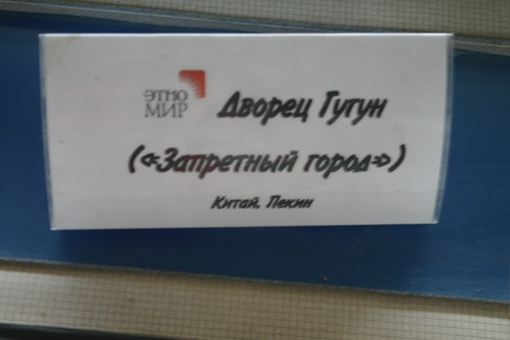 ЭТНО
МИР
Дворец Гугун
(«Запретный город»)
Китай. Пекин